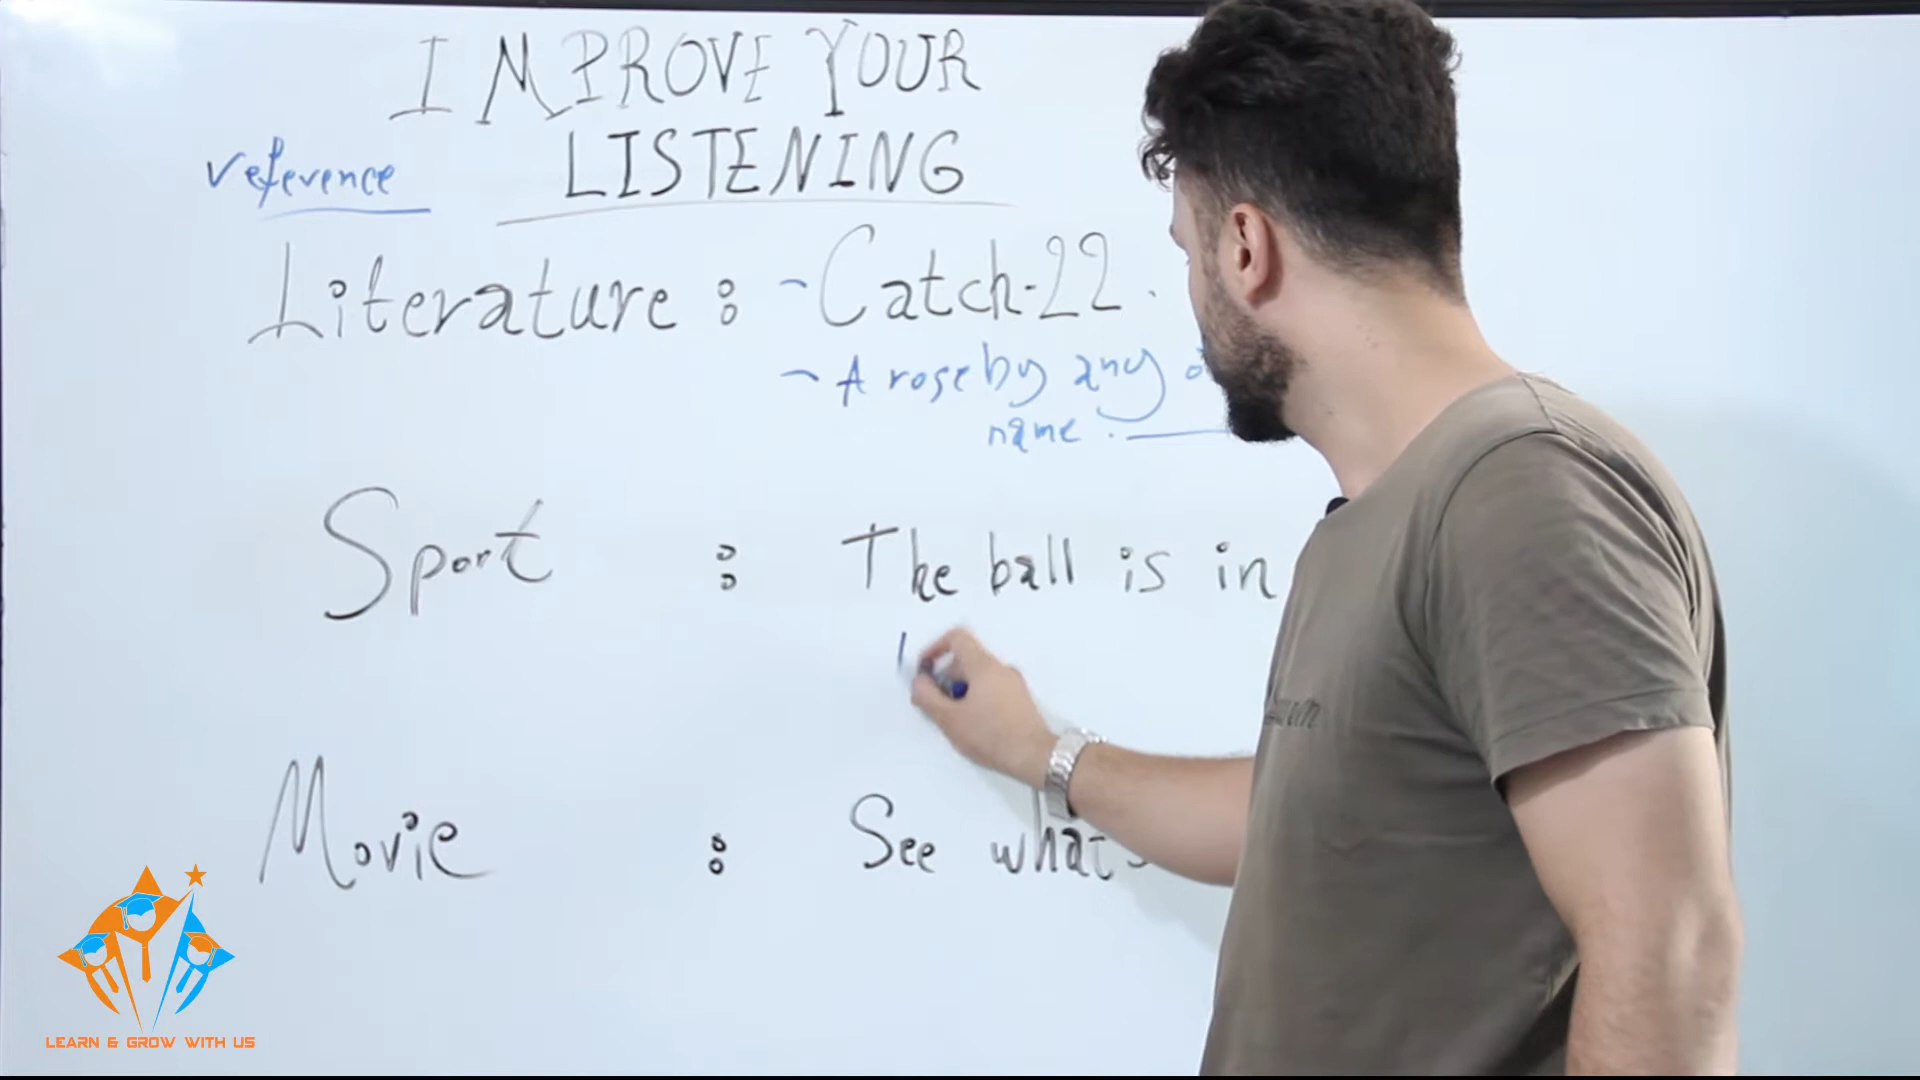 IMPROVE YOUR
LISTENING
reference
Literature : - Catch-22.
- A rose by any
name.
Sport : The ball is in
Movie : See what's
LEARN & GROW WITH US